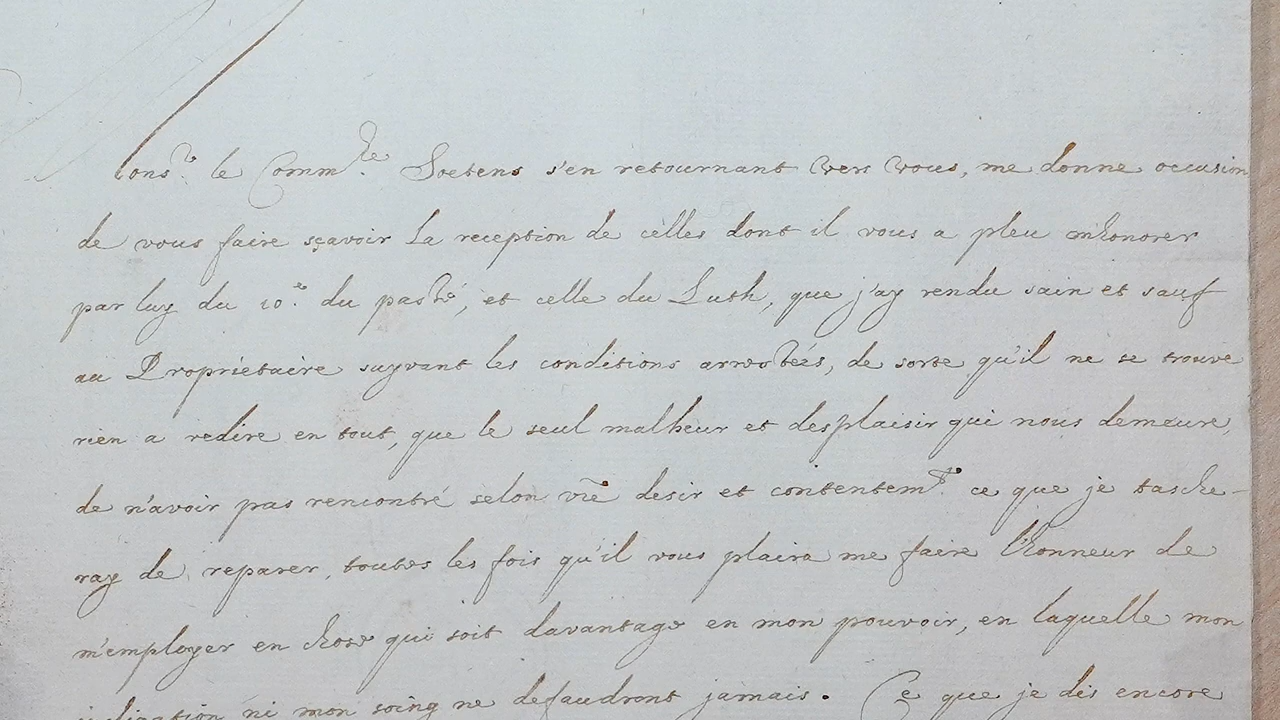 Mons.r le Comm.re Soetens s'en retournant vers vous, me donne occasion
de vous faire sçavoir la reception de celles dont il vous a pleu m'honorer
par luy du 10.e du passé, et celle du Luth, que j'ay rendu sain et sauf
au Propriétaire suyvant les conditions arrestées, de sorte qu'il ne se trouve
rien a redire en tout, que le seul malheur et desplaisir qui nous demeure,
de n'avoir pas rencontré selon vre desir et contentem.t ce que je tasche-
ray de reparer, toutes les fois qu'il vous plaira me faire l'honneur de
m'employer en chose qui soit davantage en mon pouvoir, en laquelle mon
ni mon soing ne defaudront jamais. Ce que je dis encore